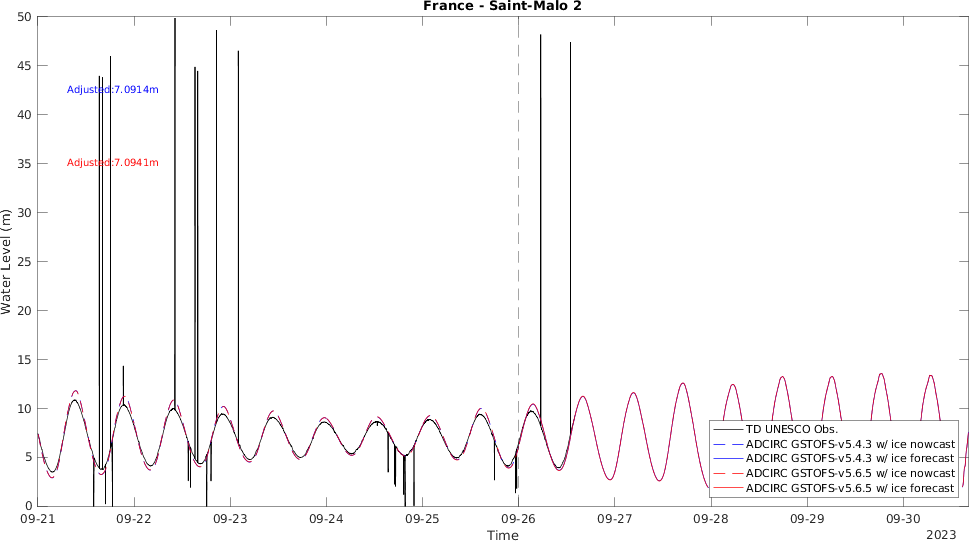 France - Saint-Malo 2
50
45
40
35
30
25
20
15
10
5
0
Water Level (m)
Adjusted:7.0914m
Adjusted:7.0941m
TD UNESCO Obs.
ADCIRC GSTOFS-v5.4.3 w/ ice nowcast
ADCIRC GSTOFS-v5.4.3 w/ ice forecast
ADCIRC GSTOFS-v5.6.5 w/ ice nowcast
ADCIRC GSTOFS-v5.6.5 w/ ice forecast
09-21 09-22 09-23 09-24 09-25 09-26 09-27 09-28 09-29 09-30
Time
2023